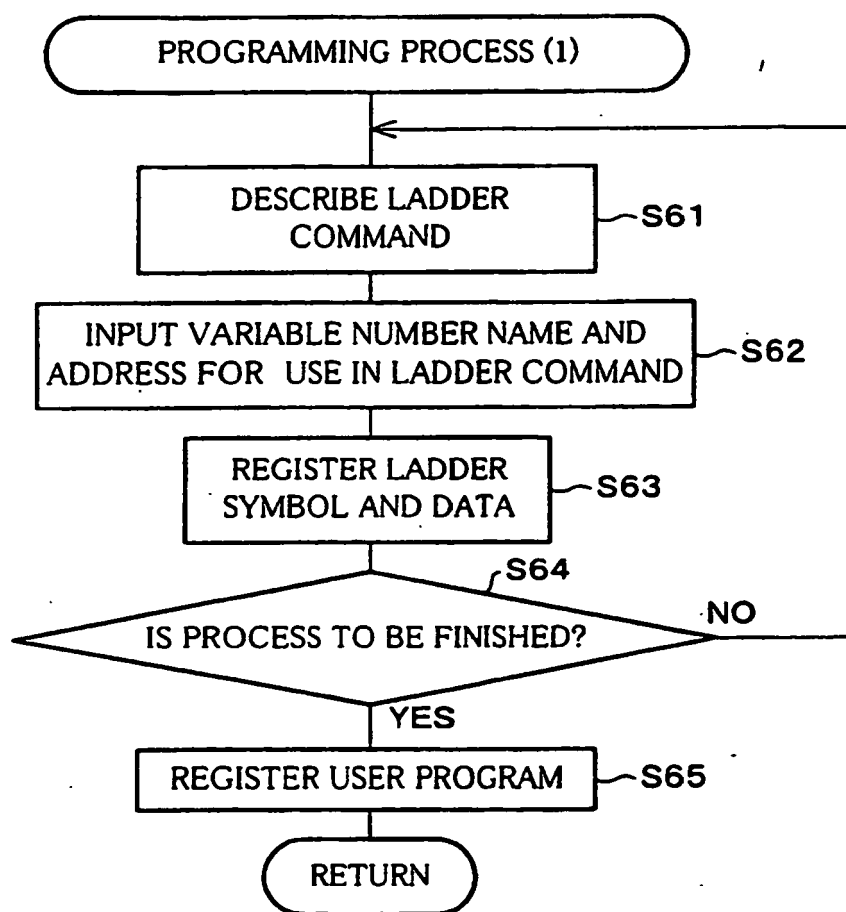 PROGRAMMING PROCESS (1)
DESCRIBE LADDER
COMMAND
S61
INPUT VARIABLE NUMBER NAME AND
ADDRESS FOR USE IN LADDER COMMAND
S62
REGISTER LADDER
SYMBOL AND DATA
S63
S64
IS PROCESS TO BE FINISHED?
NO
YES
REGISTER USER PROGRAM
S65
RETURN